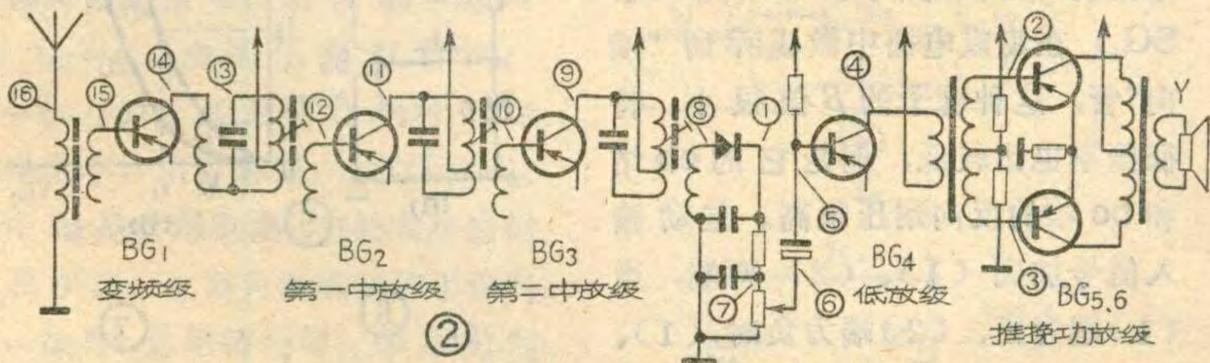 ⑯ ⑮ ⑭ ⑬ ⑫ ⑪ ⑩ ⑨ ⑧ ① ④ ② Y
⑤
⑦ ⑥ ③
BG1 BG2 BG3 BG4 BG5,6
变频级 第一中放级 第二中放级 低放级 推挽功放级
②